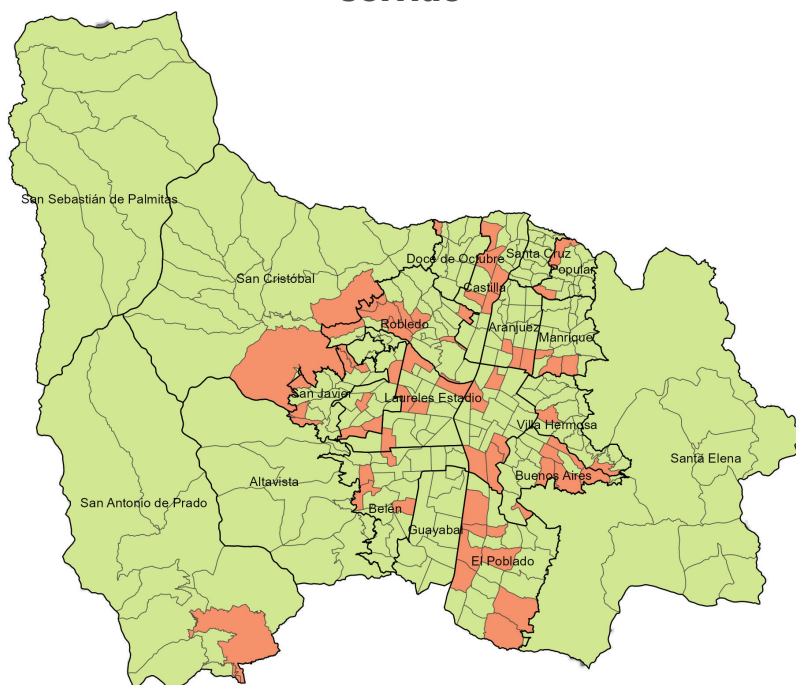 San Sebastián de Palmitas
San Cristóbal
Doce de Octubre
Santa Cruz
Popular
Castilla
Robledo
Aranjuez
Manrique
San Javier
Laureles Estadio
Villa Hermosa
Santa Elena
Buenos Aires
Altavista
San Antonio de Prado
Belén
Guayabal
El Poblado